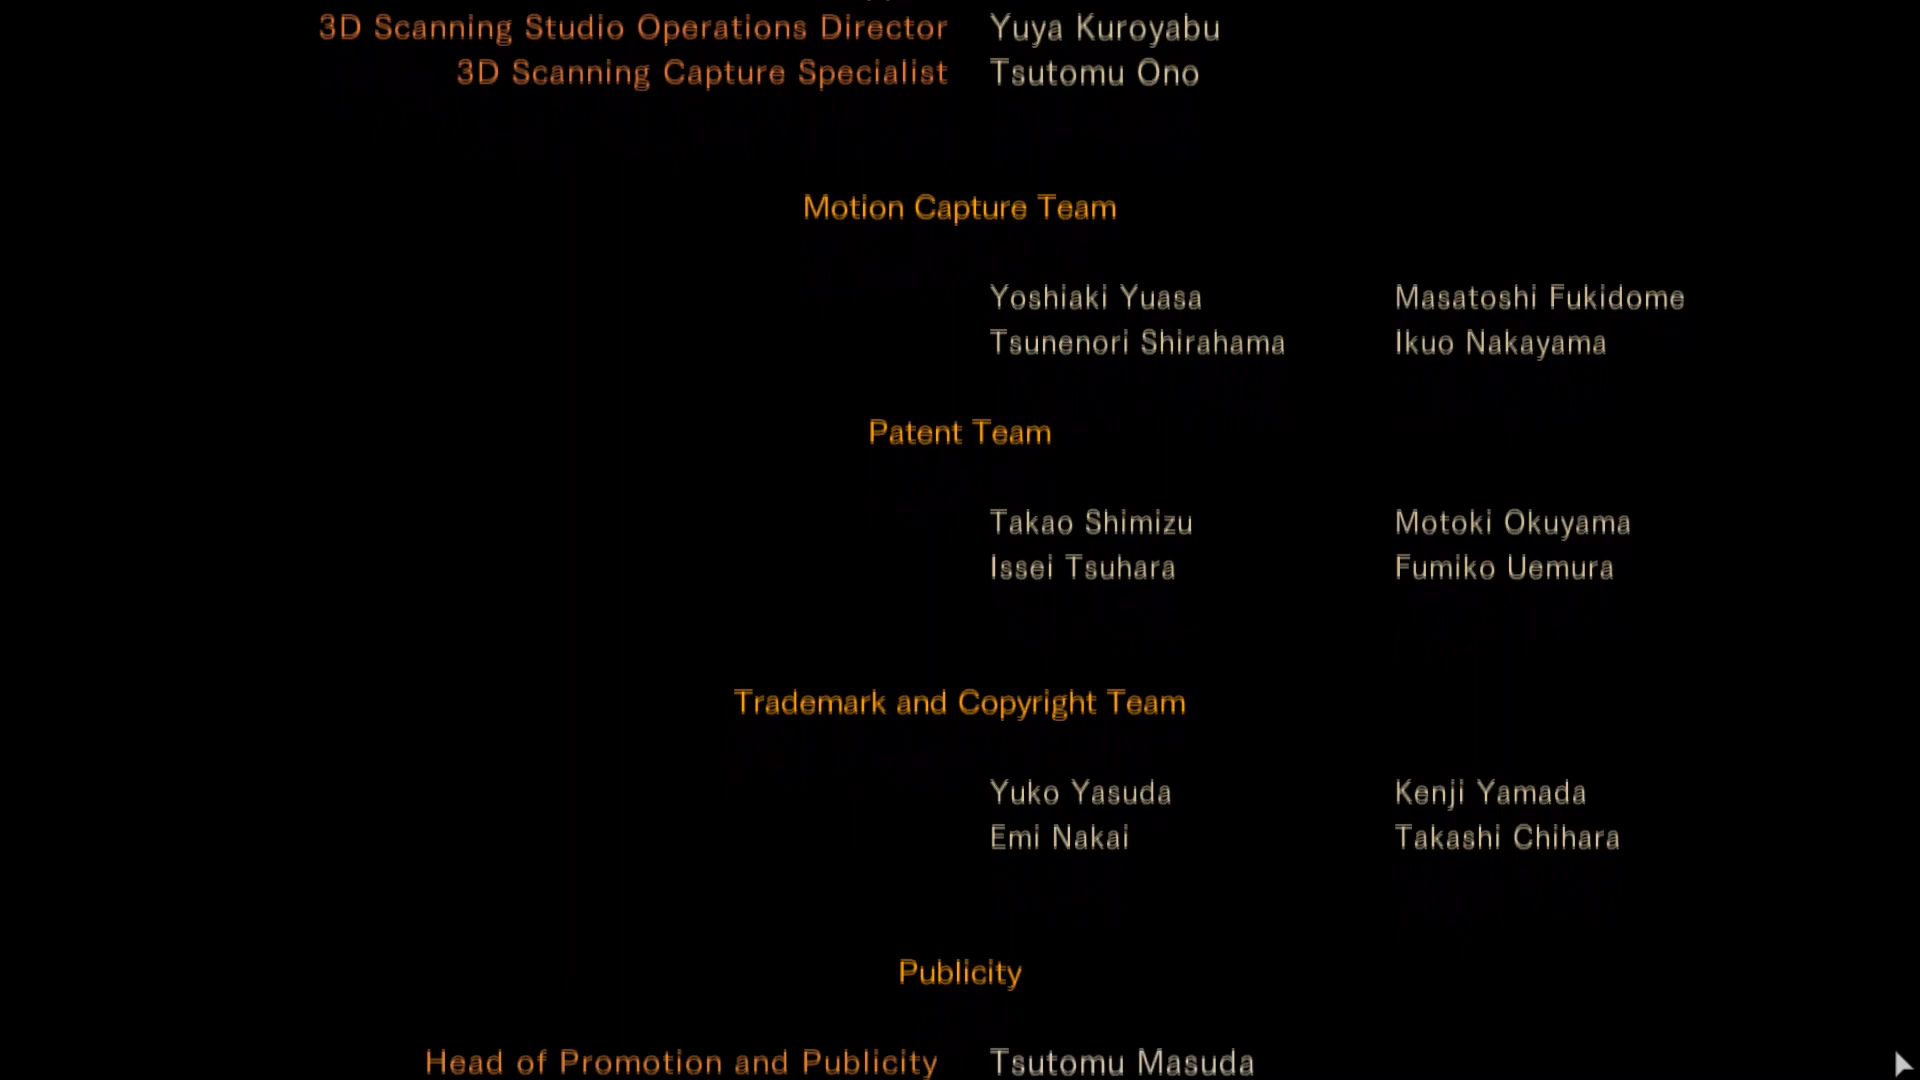 3D Scanning Studio Operations Director Yuya Kuroyabu
3D Scanning Capture Specialist Tsutomu Ono
Motion Capture Team
Yoshiaki Yuasa Masatoshi Fukidome
Tsunenori Shirahama Ikuo Nakayama
Patent Team
Takao Shimizu Motoki Okuyama
Issei Tsuhara Fumiko Uemura
Trademark and Copyright Team
Yuko Yasuda Kenji Yamada
Emi Nakai Takashi Chihara
Publicity
Head of Promotion and Publicity Tsutomu Masuda